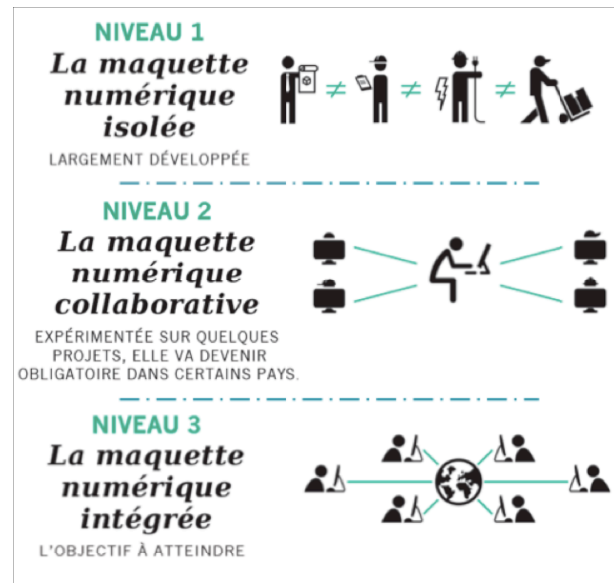 NIVEAU 1
La maquette
numérique
isolée
LARGEMENT DÉVELOPPÉE
≠ ≠ ≠
NIVEAU 2
La maquette
numérique
collaborative
EXPÉRIMENTÉE SUR QUELQUES
PROJETS, ELLE VA DEVENIR
OBLIGATOIRE DANS CERTAINS PAYS.
NIVEAU 3
La maquette
numérique
intégrée
L'OBJECTIF À ATTEINDRE